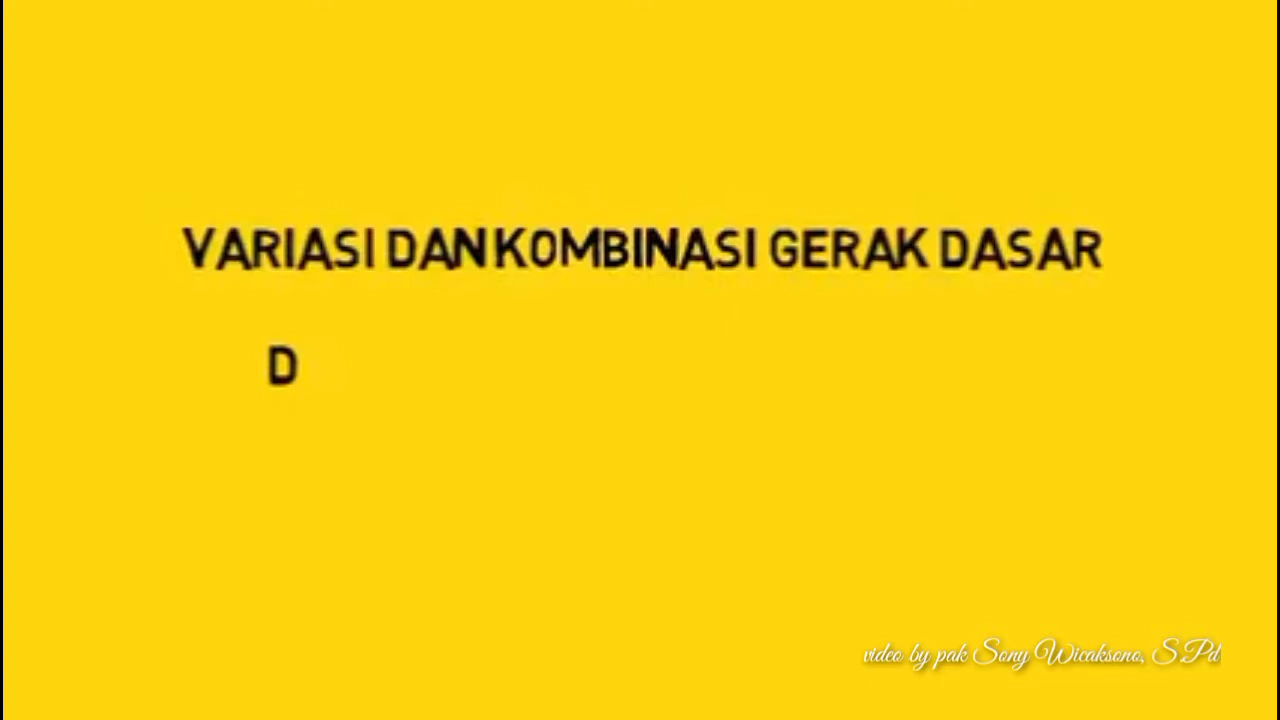 VARIASI DAN KOMBINASI GERAK DASAR
D
video by pak Sony Wicaksono, S.Pd